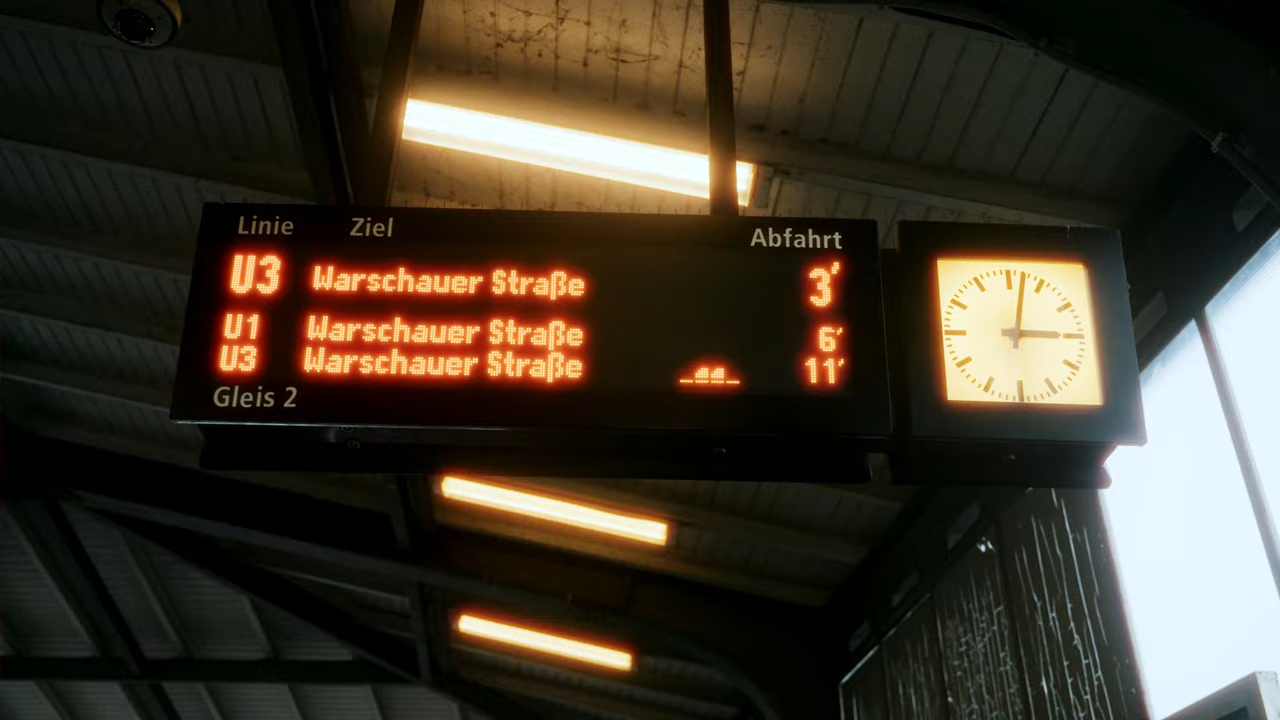 Linie Ziel Abfahrt
U3 Warschauer Straße 3'
U1 Warschauer Straße 6'
U3 Warschauer Straße 11'
Gleis 2